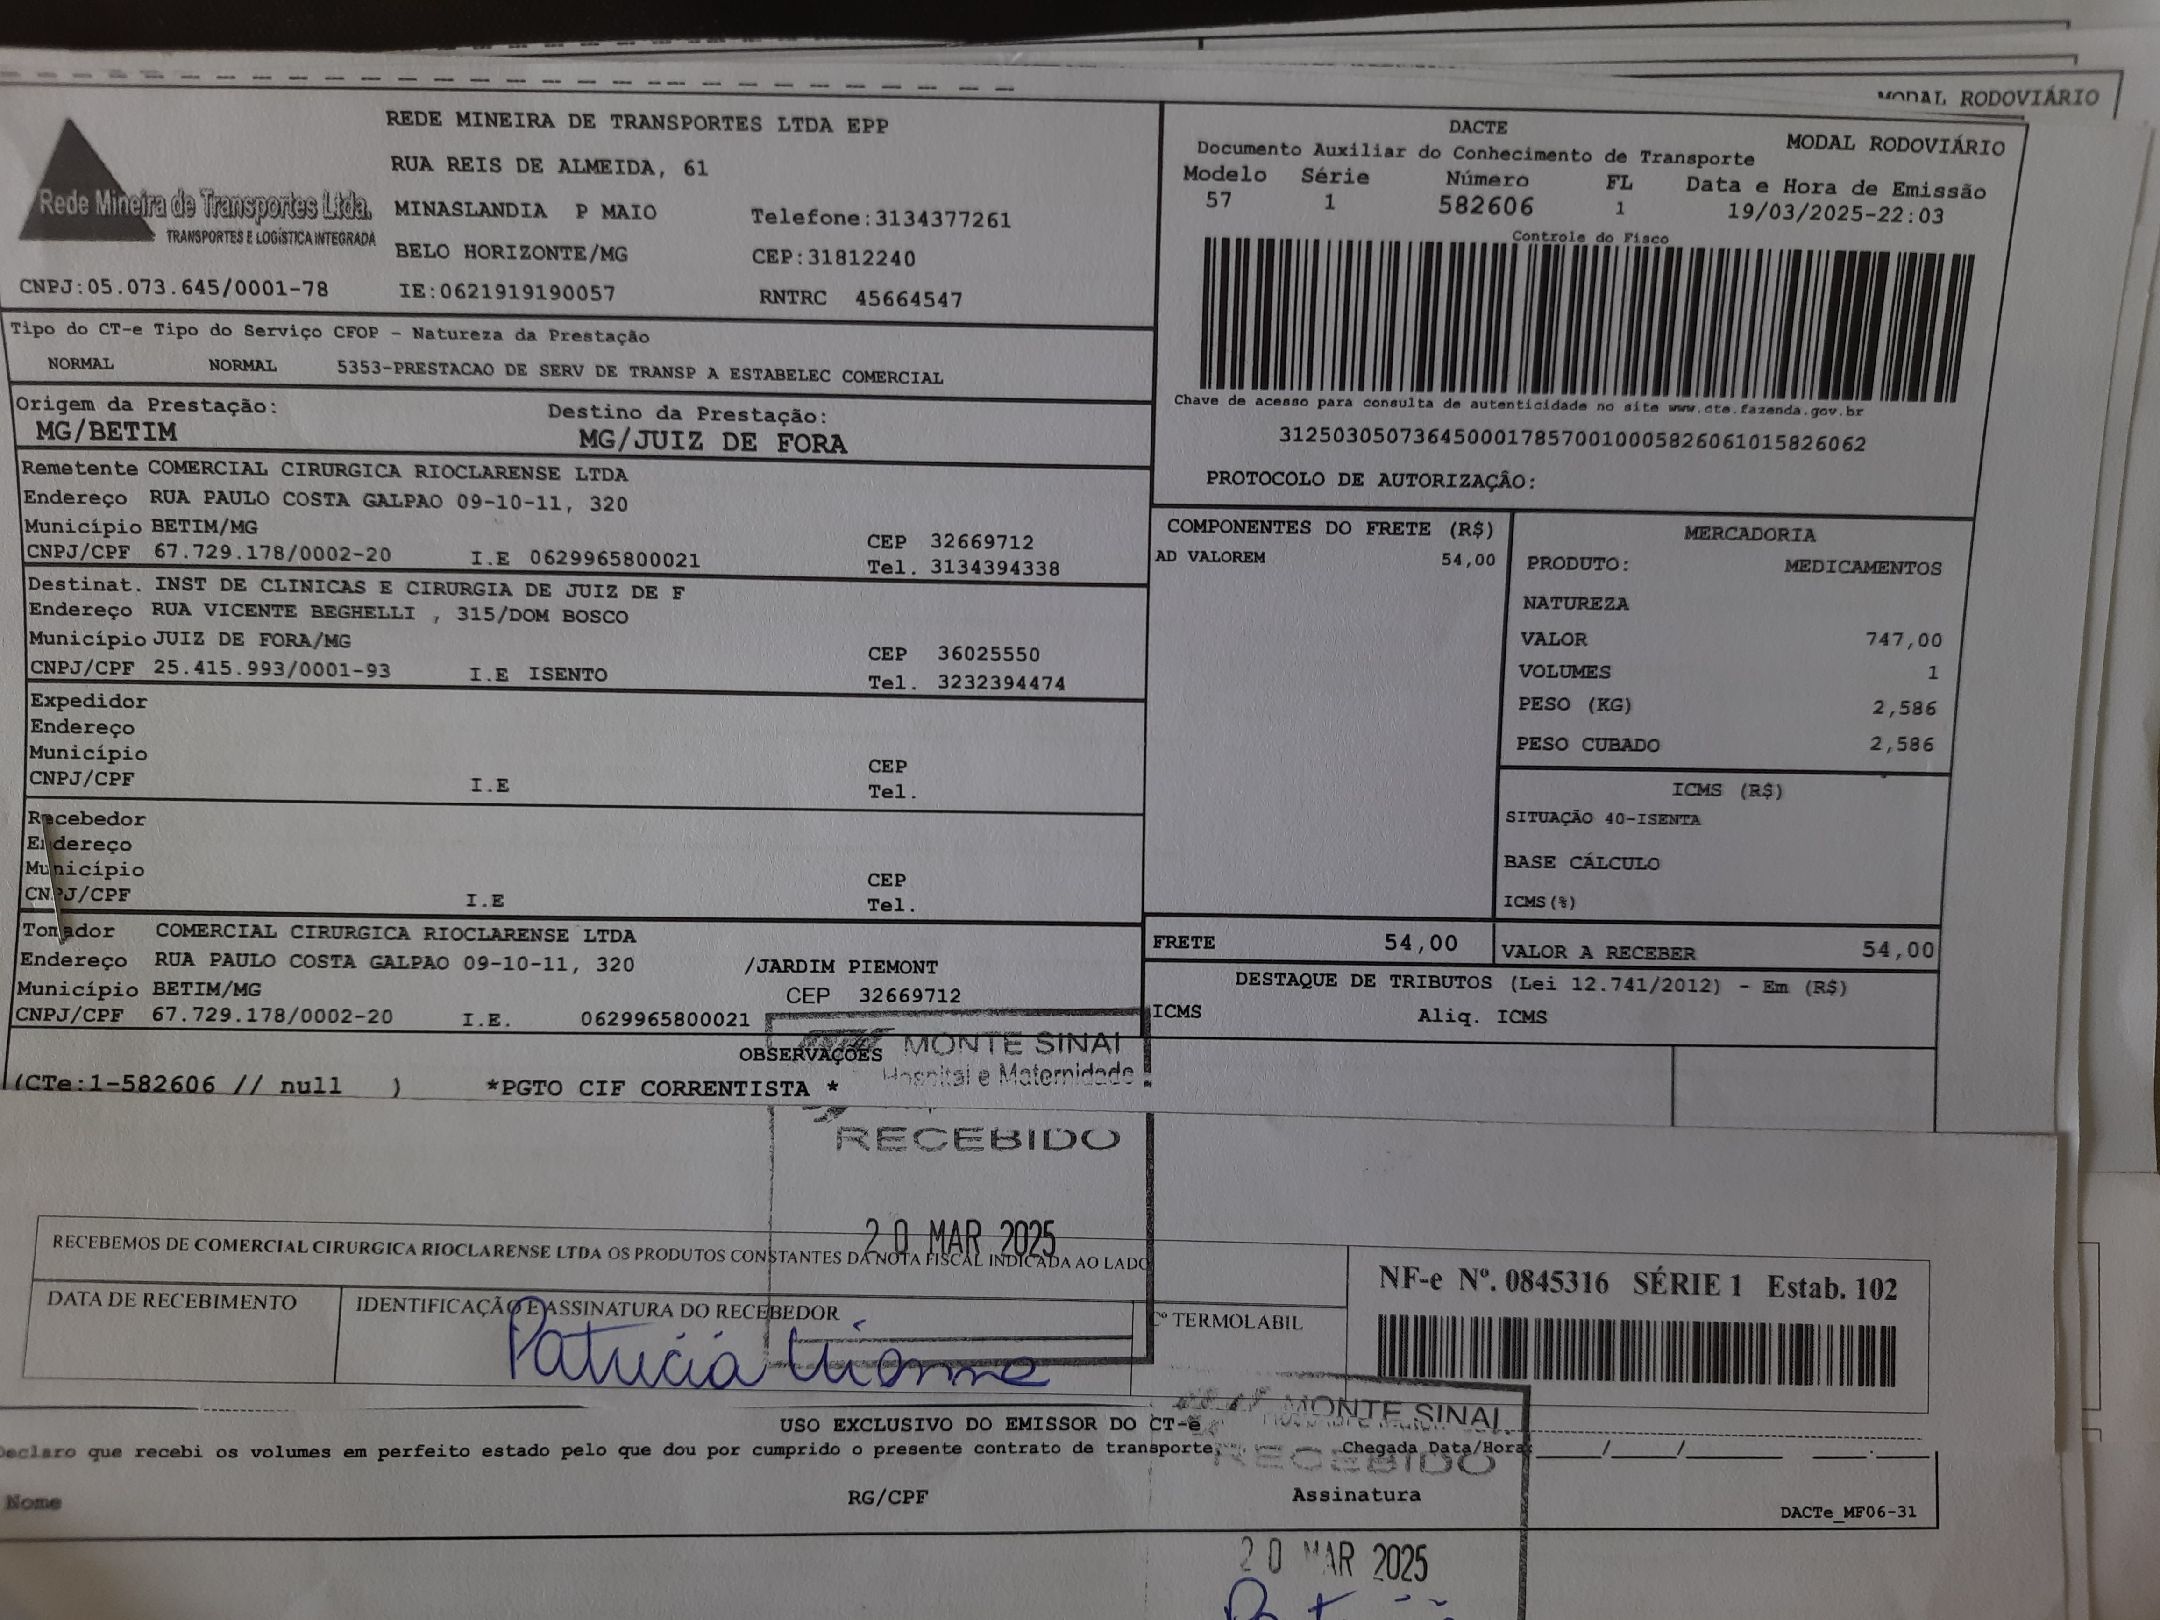 MODAL RODOVIÁRIO
REDE MINEIRA DE TRANSPORTES LTDA EPP
RUA REIS DE ALMEIDA, 61
Rede Mineira de Transportes Ltda.
TRANSPORTES E LOGÍSTICA INTEGRADA
MINASLANDIA P MAIO Telefone:3134377261
BELO HORIZONTE/MG CEP:31812240
CNPJ:05.073.645/0001-78 IE:0621919190057 RNTRC 45664547
DACTE
Documento Auxiliar do Conhecimento de Transporte MODAL RODOVIÁRIO
Modelo Série Número FL Data e Hora de Emissão
57 1 582606 1 19/03/2025-22:03
Controle do Fisco
Chave de acesso para consulta de autenticidade no site www.cte.fazenda.gov.br
31250305073645000178570010005826061015826062
PROTOCOLO DE AUTORIZAÇÃO:
Tipo do CT-e Tipo do Serviço CFOP - Natureza da Prestação
NORMAL NORMAL 5353-PRESTACAO DE SERV DE TRANSP A ESTABELEC COMERCIAL
Origem da Prestação: Destino da Prestação:
MG/BETIM MG/JUIZ DE FORA
Remetente COMERCIAL CIRURGICA RIOCLARENSE LTDA
Endereço RUA PAULO COSTA GALPAO 09-10-11, 320
Município BETIM/MG CEP 32669712
CNPJ/CPF 67.729.178/0002-20 I.E 0629965800021 Tel. 3134394338
Destinat. INST DE CLINICAS E CIRURGIA DE JUIZ DE F
Endereço RUA VICENTE BEGHELLI , 315/DOM BOSCO
Município JUIZ DE FORA/MG CEP 36025550
CNPJ/CPF 25.415.993/0001-93 I.E ISENTO Tel. 3232394474
Expedidor
Endereço
Município CEP
CNPJ/CPF I.E Tel.
Recebedor
Endereço
Município CEP
CNPJ/CPF I.E Tel.
Tomador COMERCIAL CIRURGICA RIOCLARENSE LTDA
Endereço RUA PAULO COSTA GALPAO 09-10-11, 320 /JARDIM PIEMONT
Município BETIM/MG CEP 32669712
CNPJ/CPF 67.729.178/0002-20 I.E. 0629965800021
COMPONENTES DO FRETE (R$)
AD VALOREM 54,00
MERCADORIA
PRODUTO: MEDICAMENTOS
NATUREZA
VALOR 747,00
VOLUMES 1
PESO (KG) 2,586
PESO CUBADO 2,586
ICMS (R$)
SITUAÇÃO 40-ISENTA
BASE CÁLCULO
ICMS(%)
FRETE 54,00 VALOR A RECEBER 54,00
DESTAQUE DE TRIBUTOS (Lei 12.741/2012) - Em (R$)
ICMS Aliq. ICMS
OBSERVAÇÕES
(CTe:1-582606 // null ) *PGTO CIF CORRENTISTA *
MONTE SINAI
Hospital e Maternidade
RECEBIDO
20 MAR 2025
RECEBEMOS DE COMERCIAL CIRURGICA RIOCLARENSE LTDA OS PRODUTOS CONSTANTES DA NOTA FISCAL INDICADA AO LADO
DATA DE RECEBIMENTO IDENTIFICAÇÃO E ASSINATURA DO RECEBEDOR Cº TERMOLABIL
Patricia
NF-e Nº. 0845316 SÉRIE 1 Estab. 102
USO EXCLUSIVO DO EMISSOR DO CT-e
Declaro que recebi os volumes em perfeito estado pelo que dou por cumprido o presente contrato de transporte. Chegada Data/Hora: ____/____/______ ____.____
Nome RG/CPF Assinatura
DACTe_MF06-31
MONTE SINAI
RECEBIDO
20 MAR 2025